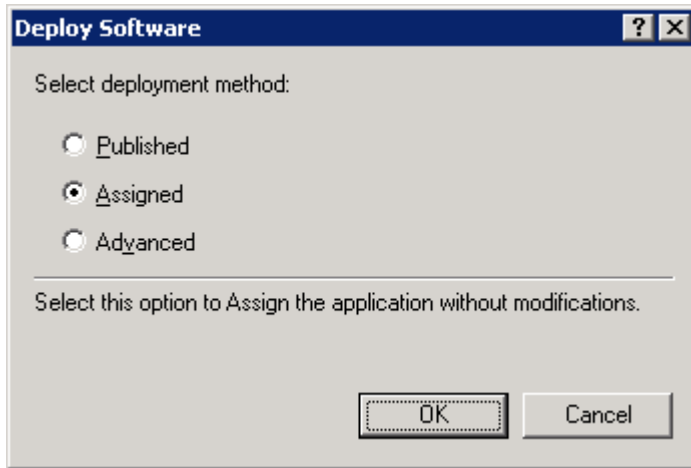 Deploy Software
Select deployment method:
Published
Assigned
Advanced
Select this option to Assign the application without modifications.
OK Cancel